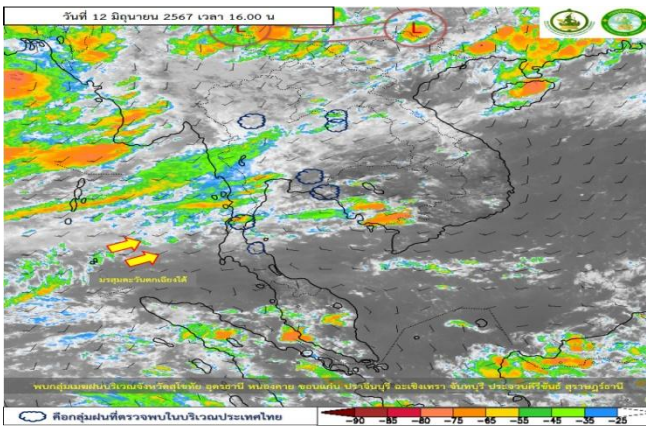 วันที่ 12 มิถุนายน 2567 เวลา 16.00 น
L
L
มรสุมตะวันตกเฉียงใต้
พบกลุ่มเมฆฝนบริเวณจังหวัดสุโขทัย อุดรธานี หนองคาย ขอนแก่น ปราจีนบุรี ฉะเชิงเทรา จันทบุรี ประจวบคีรีขันธ์ สุราษฎร์ธานี
คือกลุ่มฝนที่ตรวจพบในบริเวณประเทศไทย
-90 -85 -80 -75 -65 -55 -45 -35 -25